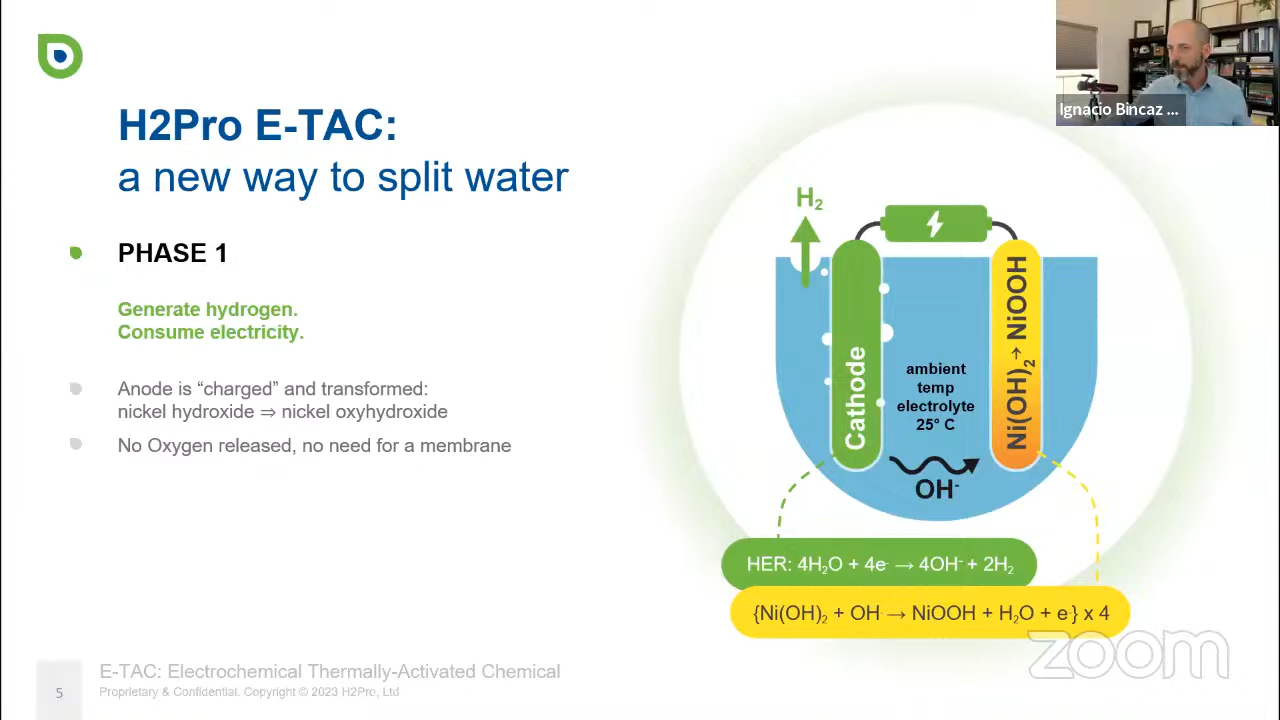 H2Pro E-TAC:
a new way to split water
PHASE 1
Generate hydrogen.
Consume electricity.
Anode is “charged” and transformed:
nickel hydroxide ⇒ nickel oxyhydroxide
No Oxygen released, no need for a membrane
Ignacio Bincaz ...
H₂
Cathode
ambient
temp
electrolyte
25° C
Ni(OH)₂ → NiOOH
OH⁻
HER: 4H₂O + 4e⁻ → 4OH⁻ + 2H₂
{Ni(OH)₂ + OH⁻ → NiOOH + H₂O + e⁻} x 4
E-TAC: Electrochemical Thermally-Activated Chemical
5
Proprietary & Confidential. Copyright © 2023 H2Pro, Ltd
zoom